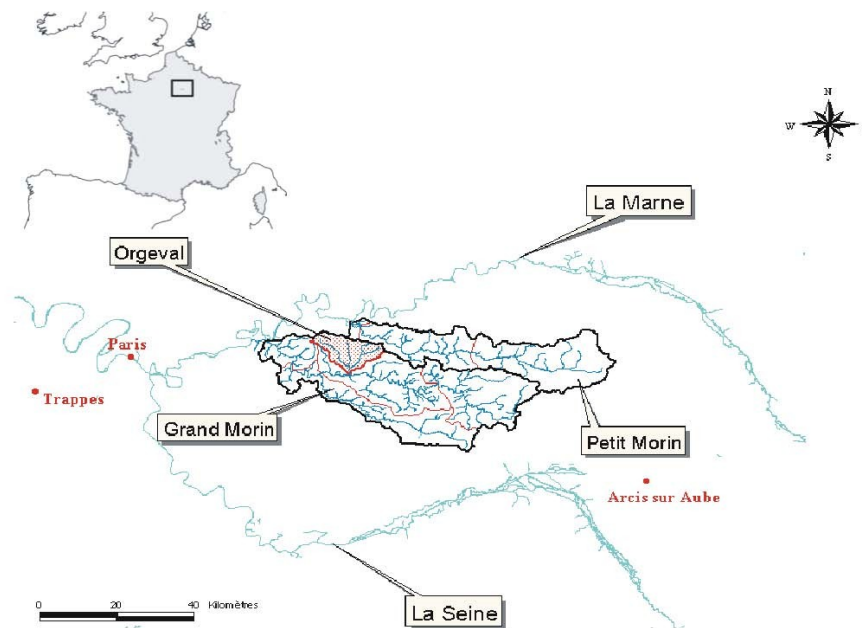 N
W
S
La Marne
Orgeval
Paris
Trappes
Grand Morin
Petit Morin
Arcis sur Aube
La Seine
0 20 40 Kilomètres